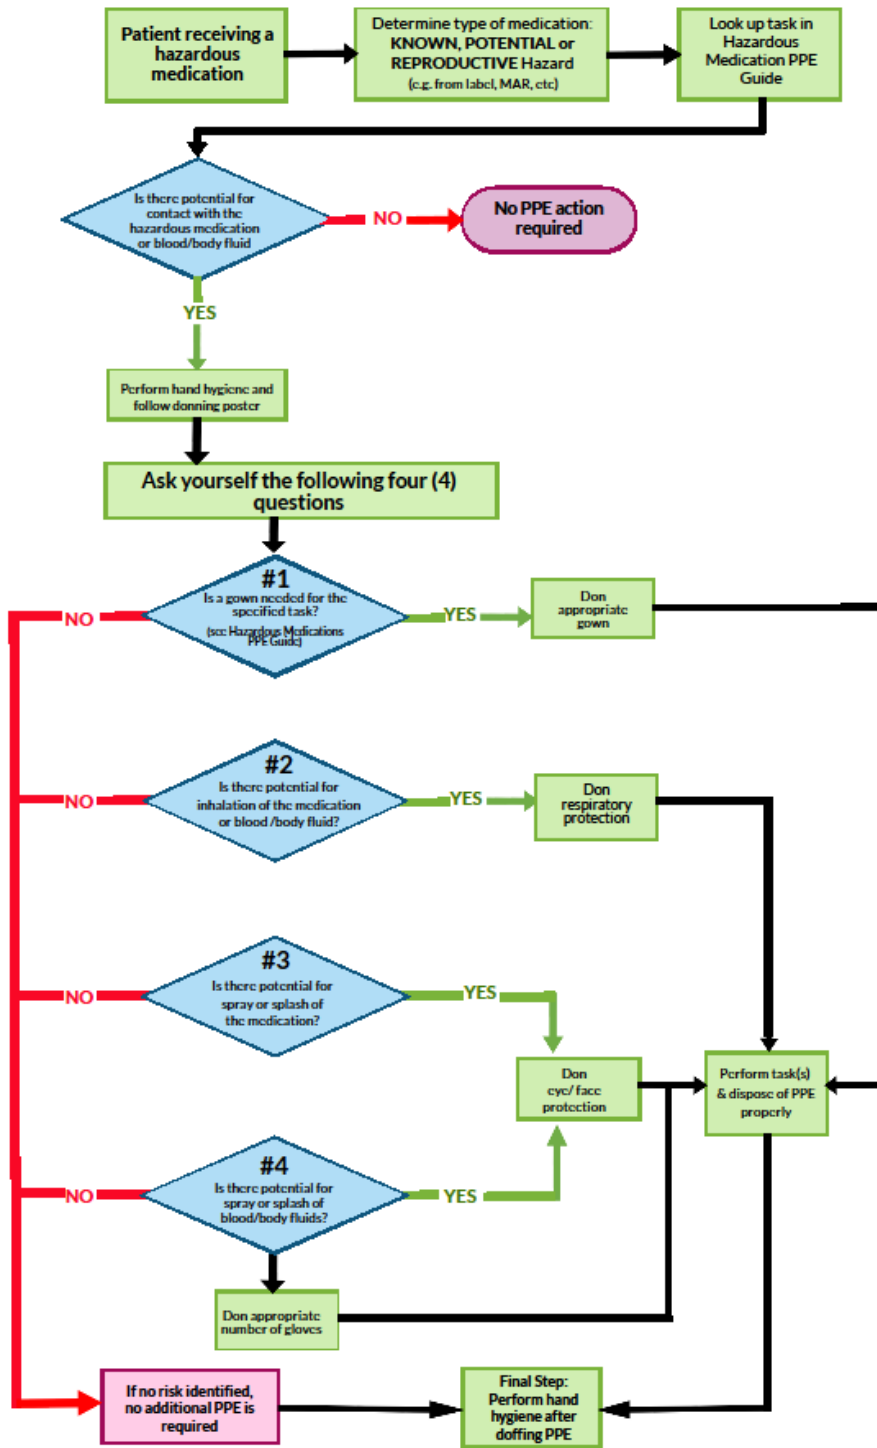 Patient receiving a
hazardous
medication
Determine type of medication:
KNOWN, POTENTIAL or
REPRODUCTIVE Hazard
(e.g. from label, MAR, etc)
Look up task in
Hazardous
Medication PPE
Guide
Is there potential for
contact with the
hazardous medication
or blood/body fluid
NO
No PPE action
required
YES
Perform hand hygiene and
follow donning poster
Ask yourself the following four (4)
questions
#1
Is a gown needed for the
specified task?
(see Hazardous Medications
PPE Guide)
NO
YES
Don
appropriate
gown
#2
Is there potential for
inhalation of the medication
or blood /body fluid?
NO
YES
Don
respiratory
protection
#3
Is there potential for
spray or splash of
the medication?
NO
YES
Don
eye/ face
protection
Perform task(s)
& dispose of PPE
properly
#4
Is there potential for
spray or splash of
blood/body fluids?
NO
YES
Don appropriate
number of gloves
If no risk identified,
no additional PPE is
required
Final Step:
Perform hand
hygiene after
doffing PPE